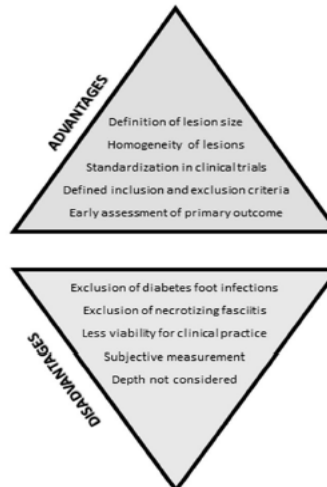 ADVANTAGES
Definition of lesion size
Homogeneity of lesions
Standardization in clinical trials
Defined inclusion and exclusion criteria
Early assessment of primary outcome
Exclusion of diabetes foot infections
Exclusion of necrotizing fasciitis
Less viability for clinical practice
Subjective measurement
Depth not considered
DISADVANTAGES